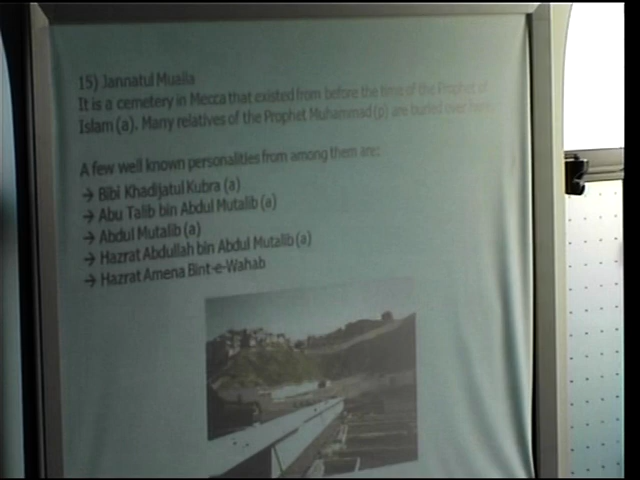 15) Jannatul Mualla
It is a cemetery in Mecca that existed from before the time of the Prophet of
Islam (a). Many relatives of the Prophet Muhammad (p) are buried over here.
A few well known personalities from among them are:
→ Bibi Khadijatul Kubra (a)
→ Abu Talib bin Abdul Mutalib (a)
→ Abdul Mutalib (a)
→ Hazrat Abdullah bin Abdul Mutalib (a)
→ Hazrat Amena Bint-e-Wahab